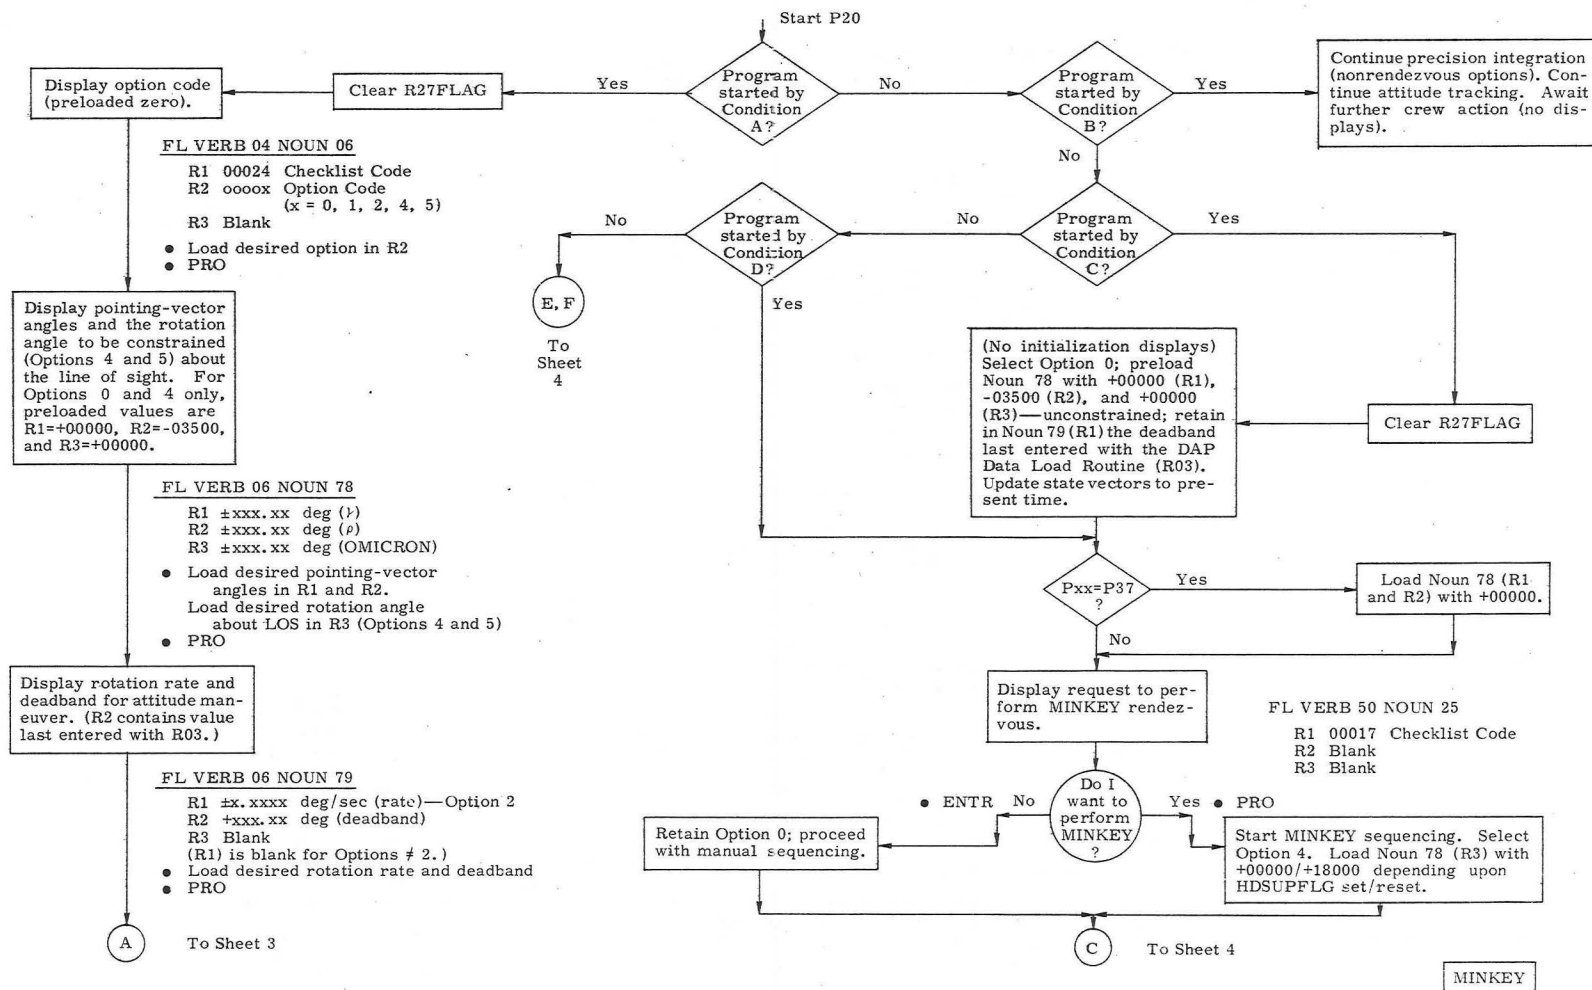 Start P20
Display option code
(preloaded zero).
Clear R27FLAG
Yes
Program
started by
Condition
A?
No
Program
started by
Condition
B?
Yes
Continue precision integration
(nonrendezvous options). Con-
tinue attitude tracking. Await
further crew action (no dis-
plays).
No
FL VERB 04 NOUN 06
R1 00024 Checklist Code
R2 oooox Option Code
(x = 0, 1, 2, 4, 5)
R3 Blank
• Load desired option in R2
• PRO
No
Program
started by
Condition
D?
No
Program
started by
Condition
C?
Yes
E, F
To
Sheet
4
Yes
Display pointing-vector
angles and the rotation
angle to be constrained
(Options 4 and 5) about
the line of sight. For
Options 0 and 4 only,
preloaded values are
R1=+00000, R2=-03500,
and R3=+00000.
(No initialization displays)
Select Option 0; preload
Noun 78 with +00000 (R1),
-03500 (R2), and +00000
(R3)—unconstrained; retain
in Noun 79 (R1) the deadband
last entered with the DAP
Data Load Routine (R03).
Update state vectors to pre-
sent time.
Clear R27FLAG
FL VERB 06 NOUN 78
R1 ±xxx.xx deg (γ)
R2 ±xxx.xx deg (ρ)
R3 ±xxx.xx deg (OMICRON)
• Load desired pointing-vector
angles in R1 and R2.
Load desired rotation angle
about LOS in R3 (Options 4 and 5)
• PRO
Pxx=P37
?
Yes
Load Noun 78 (R1
and R2) with +00000.
No
Display rotation rate and
deadband for attitude man-
euver. (R2 contains value
last entered with R03.)
Display request to per-
form MINKEY rendez-
vous.
FL VERB 50 NOUN 25
R1 00017 Checklist Code
R2 Blank
R3 Blank
FL VERB 06 NOUN 79
R1 ±x.xxxx deg/sec (rate)—Option 2
R2 +xxx.xx deg (deadband)
R3 Blank
(R1) is blank for Options ≠ 2.)
• Load desired rotation rate and deadband
• PRO
• ENTR No
Do I
want to
perform
MINKEY
?
Yes • PRO
Retain Option 0; proceed
with manual sequencing.
Start MINKEY sequencing. Select
Option 4. Load Noun 78 (R3) with
+00000/+18000 depending upon
HDSUPFLG set/reset.
A
To Sheet 3
C
To Sheet 4
MINKEY